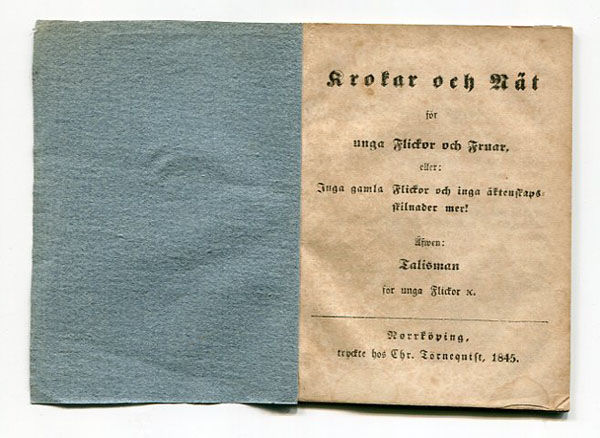 Krokar och Nät
för
unga Flickor och Fruar,
eller:
Inga gamla Flickor och inga äktenskaps-
skilnader mer!
Äfwen:
Talisman
för unga Flickor ꝛc.
Norrköping,
tryckte hos Chr. Törnequist, 1845.